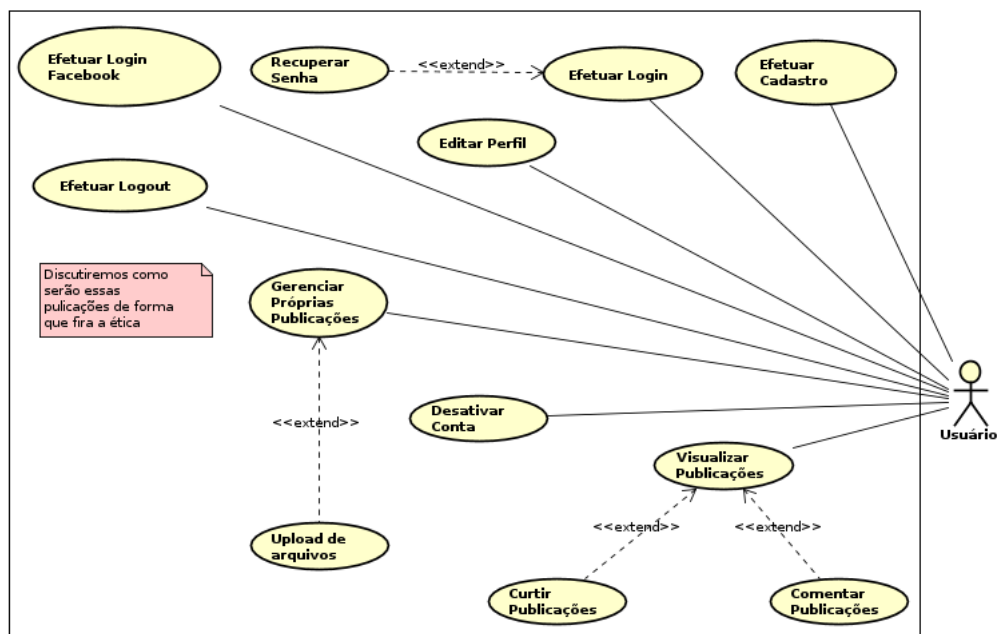 Efetuar Login
Facebook
Recuperar
Senha
<<extend>>
Efetuar Login
Efetuar
Cadastro
Editar Perfil
Efetuar Logout
Discutiremos como
serão essas
pulicações de forma
que fira a ética
Gerenciar
Próprias
Publicações
<<extend>>
Desativar
Conta
Usuário
Visualizar
Publicações
<<extend>>
<<extend>>
Upload de
arquivos
Curtir
Publicações
Comentar
Publicações